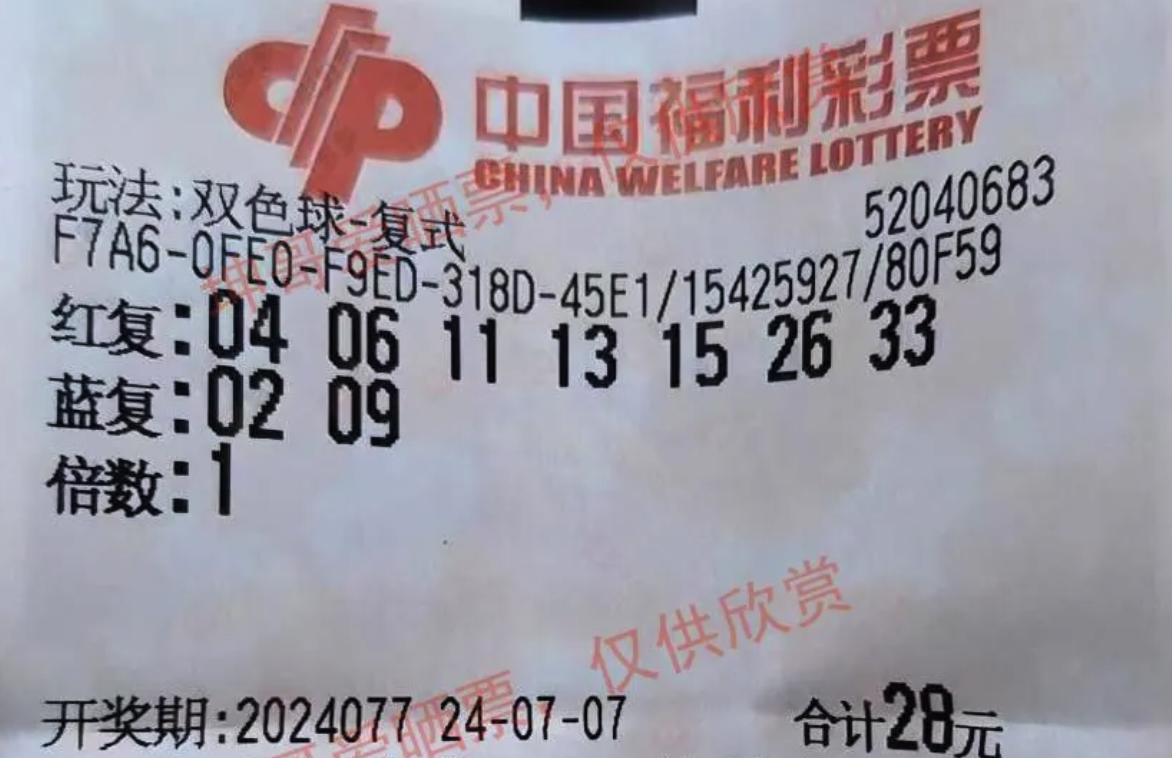 中国福利彩票
CHINA WELFARE LOTTERY
玩法:双色球-复式 52040683
F7A6-0FE0-F9ED-318D-45E1/15425927/80F59
红复:04 06 11 13 15 26 33
蓝复:02 09
倍数:1
仅供欣赏
开奖期:2024077 24-07-07 合计28元